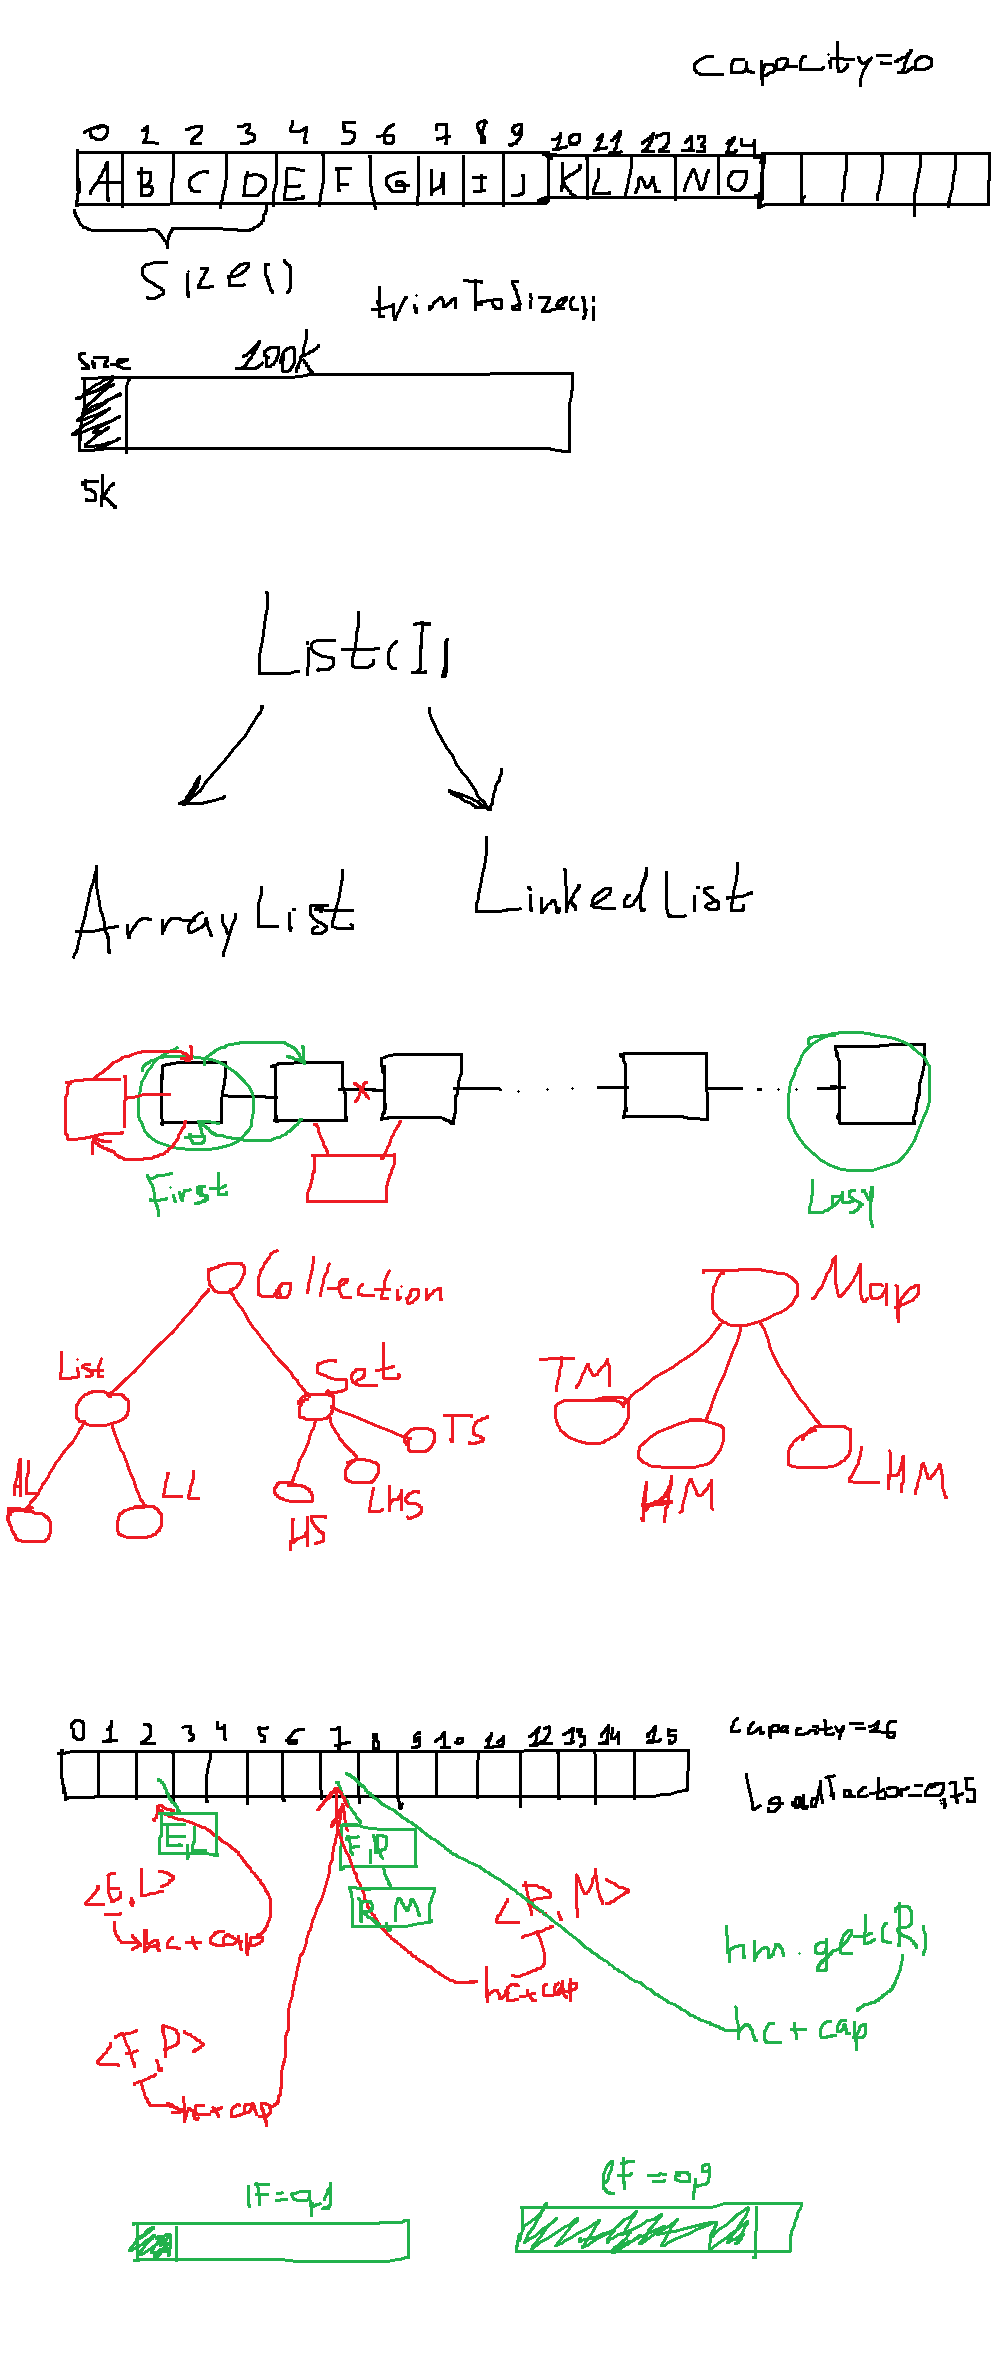 capacity=10
0 1 2 3 4 5 6 7 8 9 10 11 12 13 14
A B C D E F G H I J K L M N O
Size()
trimToSize();
size 100k
5k
List(I)
ArrayList LinkedList
First Lasy
Collection Map
List Set TM
TS
AL LL LHS HM LHM
HS
0 1 2 3 4 5 6 7 8 9 10 11 12 13 14 15 capacity=16
LoadFactor=0,75
E,L F,P
<E,L> R,M <R,M>
hc+cap hm.get(R)
hc+cap
<F,P> hc+cap
hc+cap
lF=0,1 lF=0,9